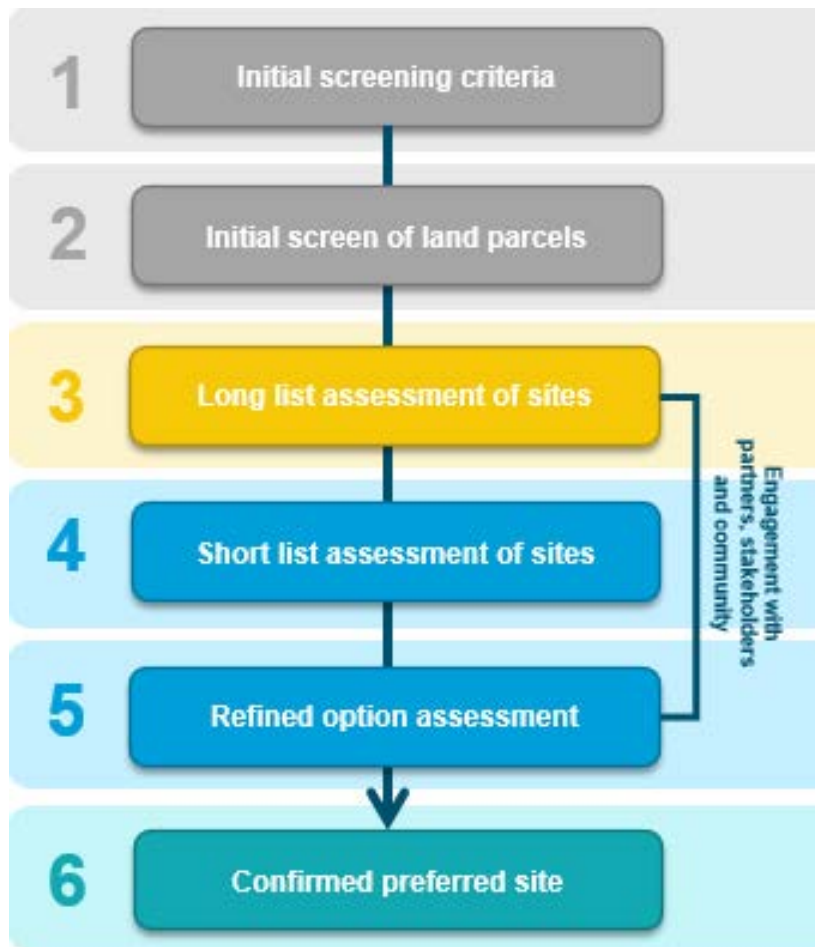 1
Initial screening criteria
2
Initial screen of land parcels
3
Long list assessment of sites
4
Short list assessment of sites
5
Refined option assessment
6
Confirmed preferred site
Engagement with
partners, stakeholders
and community